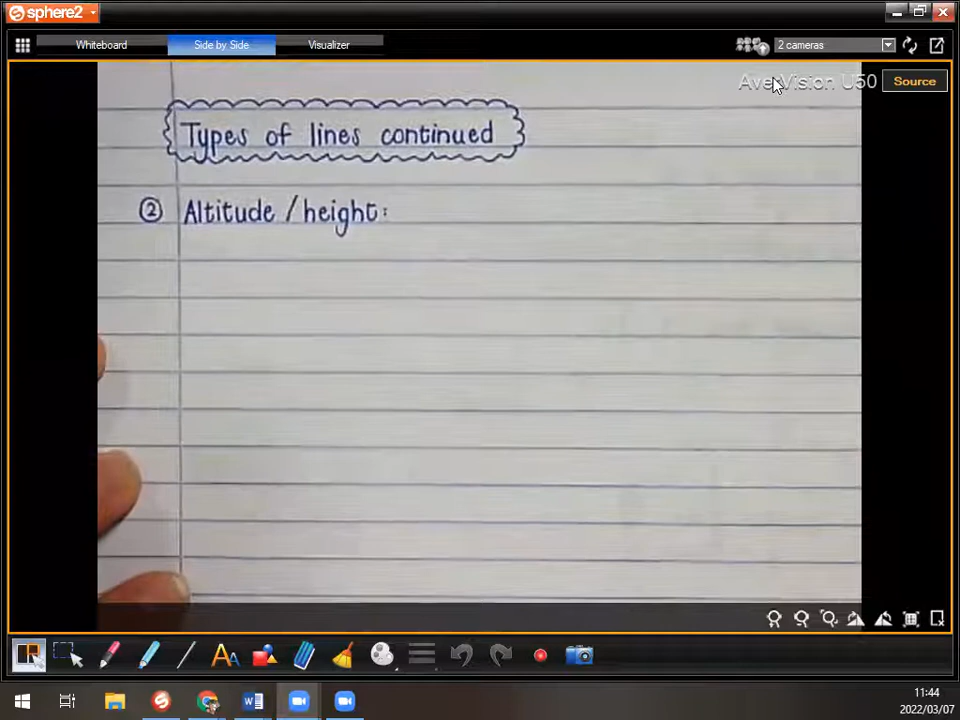 sphere2
Whiteboard Side by Side Visualizer 2 cameras
AverVision U50 Source
Types of lines continued
② Altitude / height:
11:44
2022/03/07